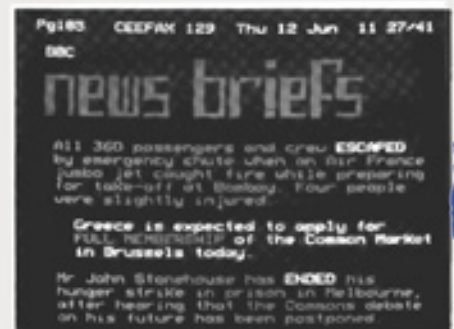 Pg103 CEEFAX 129 Thu 12 Jun 11 27/41
BBC
news briefs
All 360 passengers and crew ESCAPED
by emergency chute when an Air France
jumbo jet caught fire while preparing
for take-off at Bombay. Four people
were slightly injured.
Greece is expected to apply for
FULL MEMBERSHIP of the Common Market
in Brussels today.
Mr John Stonehouse has ENDED his
hunger strike in prison in Melbourne,
after hearing that the Commons debate
on his future has been postponed.